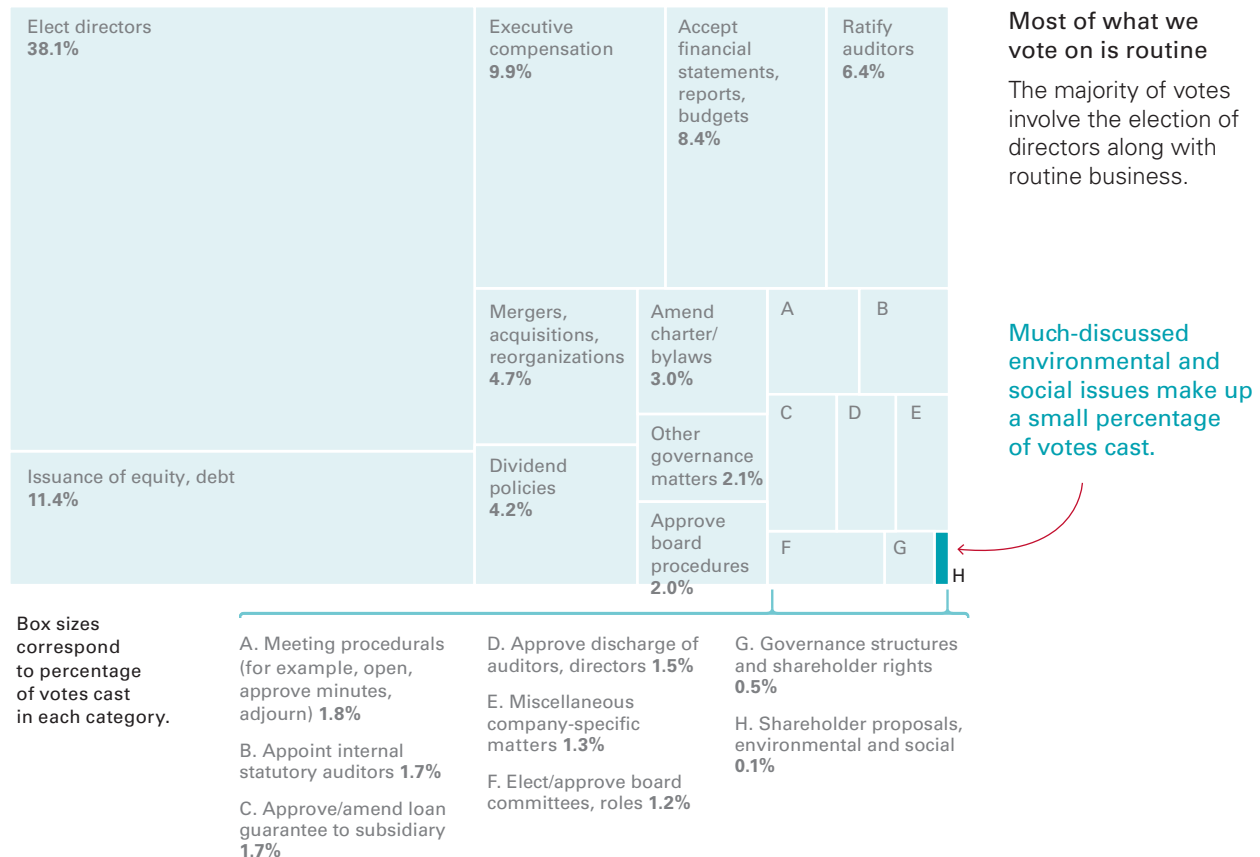 Elect directors
38.1%
Executive
compensation
9.9%
Accept
financial
statements,
reports,
budgets
8.4%
Ratify
auditors
6.4%
Most of what we
vote on is routine
The majority of votes
involve the election of
directors along with
routine business.
Mergers,
acquisitions,
reorganizations
4.7%
Amend
charter/
bylaws
3.0%
A
B
Much-discussed
environmental and
social issues make up
a small percentage
of votes cast.
C
D
E
Other
governance
matters 2.1%
Issuance of equity, debt
11.4%
Dividend
policies
4.2%
Approve
board
procedures
2.0%
F
G
H
Box sizes
correspond
to percentage
of votes cast
in each category.
A. Meeting procedurals
(for example, open,
approve minutes,
adjourn) 1.8%
B. Appoint internal
statutory auditors 1.7%
C. Approve/amend loan
guarantee to subsidiary
1.7%
D. Approve discharge of
auditors, directors 1.5%
E. Miscellaneous
company-specific
matters 1.3%
F. Elect/approve board
committees, roles 1.2%
G. Governance structures
and shareholder rights
0.5%
H. Shareholder proposals,
environmental and social
0.1%